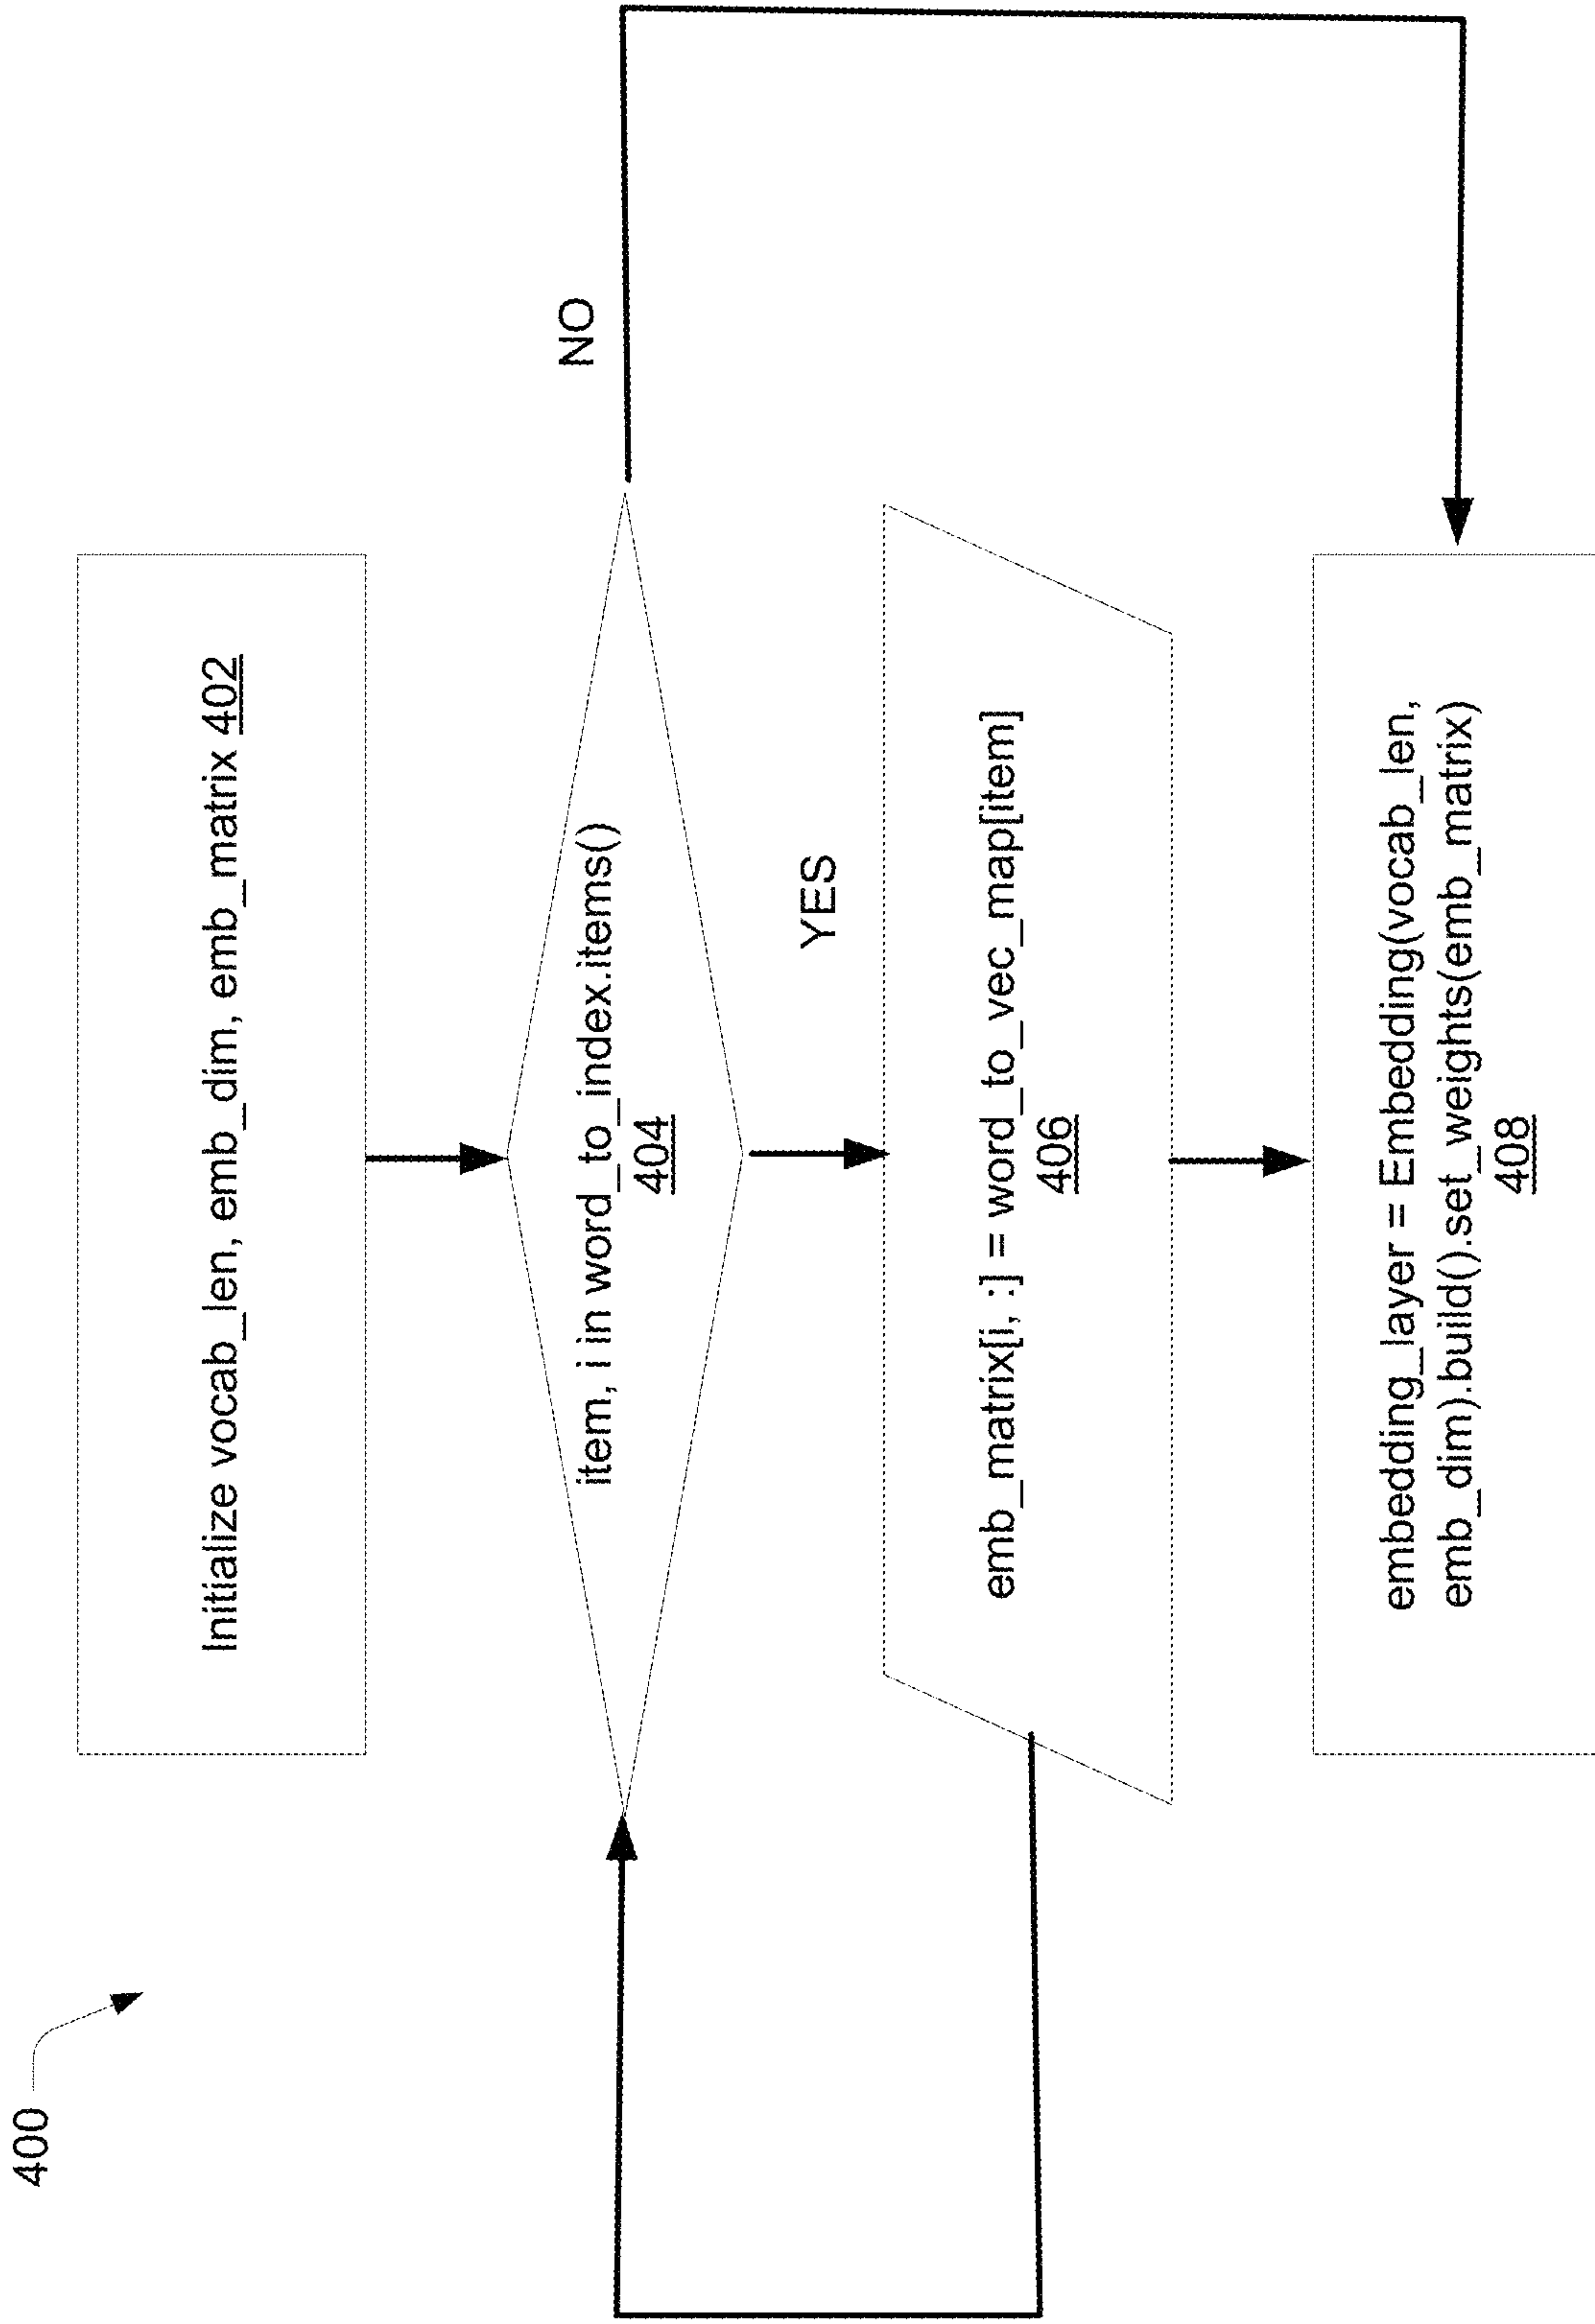 400
Initialize vocab_len, emb_dim, emb_matrix 402
item, i in word_to_index.items()
404
NO
YES
emb_matrix[i, :] = word_to_vec_map[item]
406
embedding_layer = Embedding(vocab_len,
emb_dim).build().set_weights(emb_matrix)
408